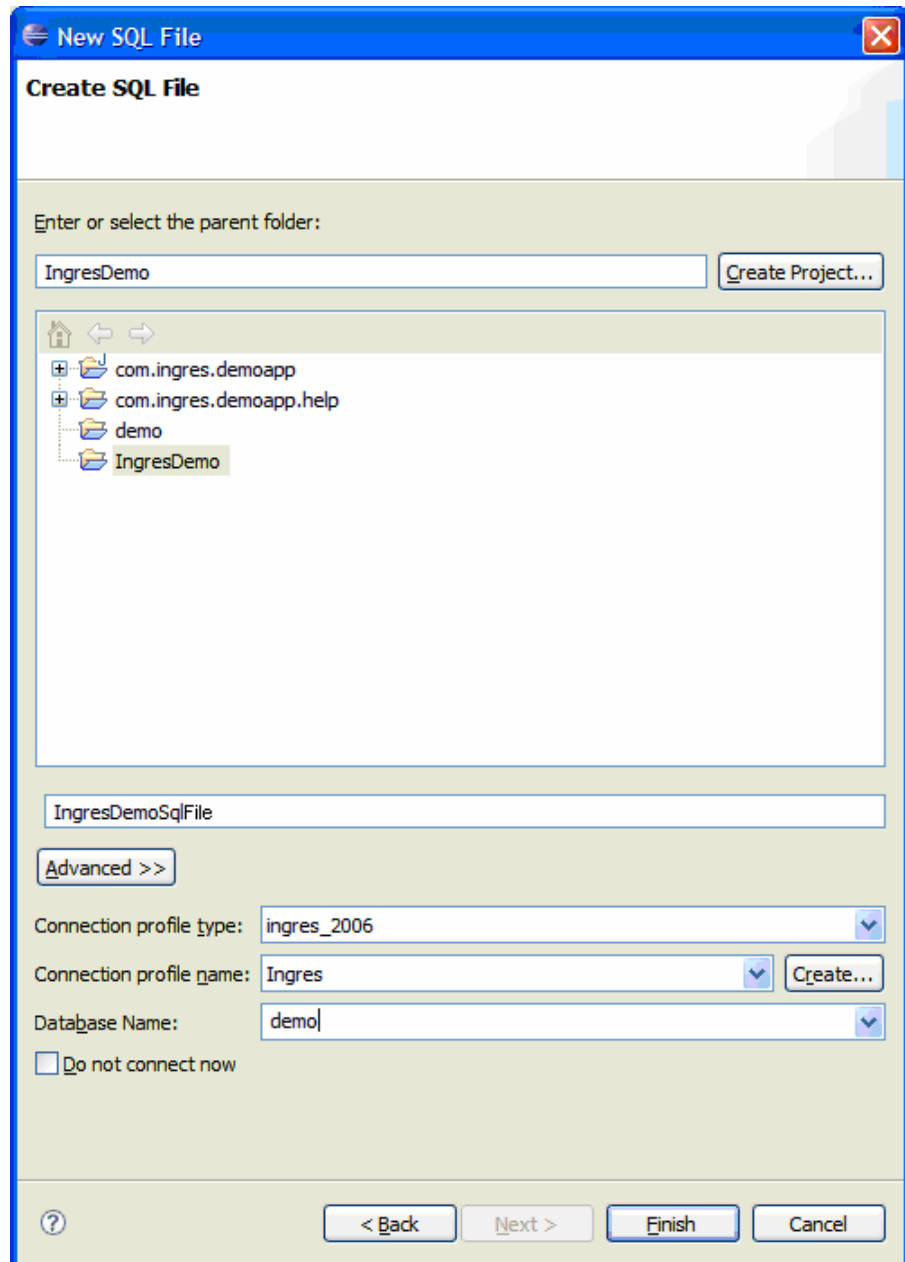 New SQL File
Create SQL File
Enter or select the parent folder:
IngresDemo
Create Project...
com.ingres.demoapp
com.ingres.demoapp.help
demo
IngresDemo
IngresDemoSqlFile
Advanced >>
Connection profile type: ingres_2006
Connection profile name: Ingres Create...
Database Name: demo
Do not connect now
? < Back Next > Finish Cancel